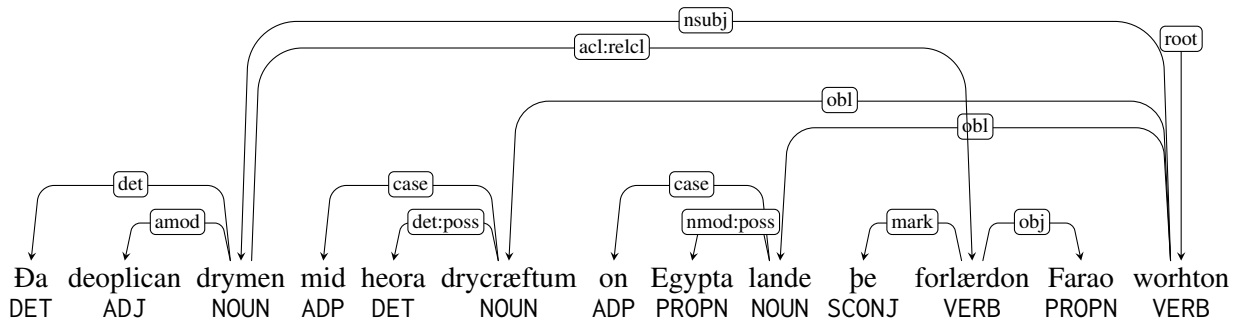 nsubj
root
acl:relcl
obl
obl
det case case
amod det:poss nmod:poss mark obj
Ða deoplican drymen mid heora drycræftum on Egypta lande þe forlærdon Farao worhton
DET ADJ NOUN ADP DET NOUN ADP PROPN NOUN SCONJ VERB PROPN VERB